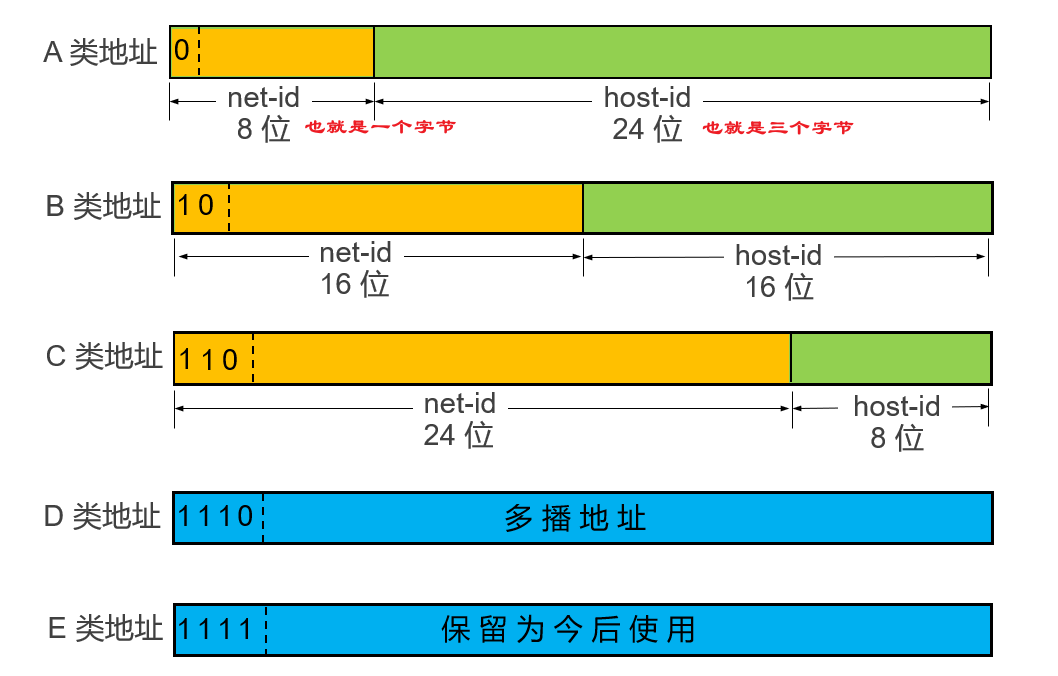 A 类地址
0
net-id
host-id
8 位 也就是一个字节
24 位 也就是三个字节
B 类地址
10
net-id
host-id
16 位
16 位
C 类地址
110
net-id
host-id
24 位
8 位
D 类地址
1110
多播地址
E 类地址
1111
保留为今后使用